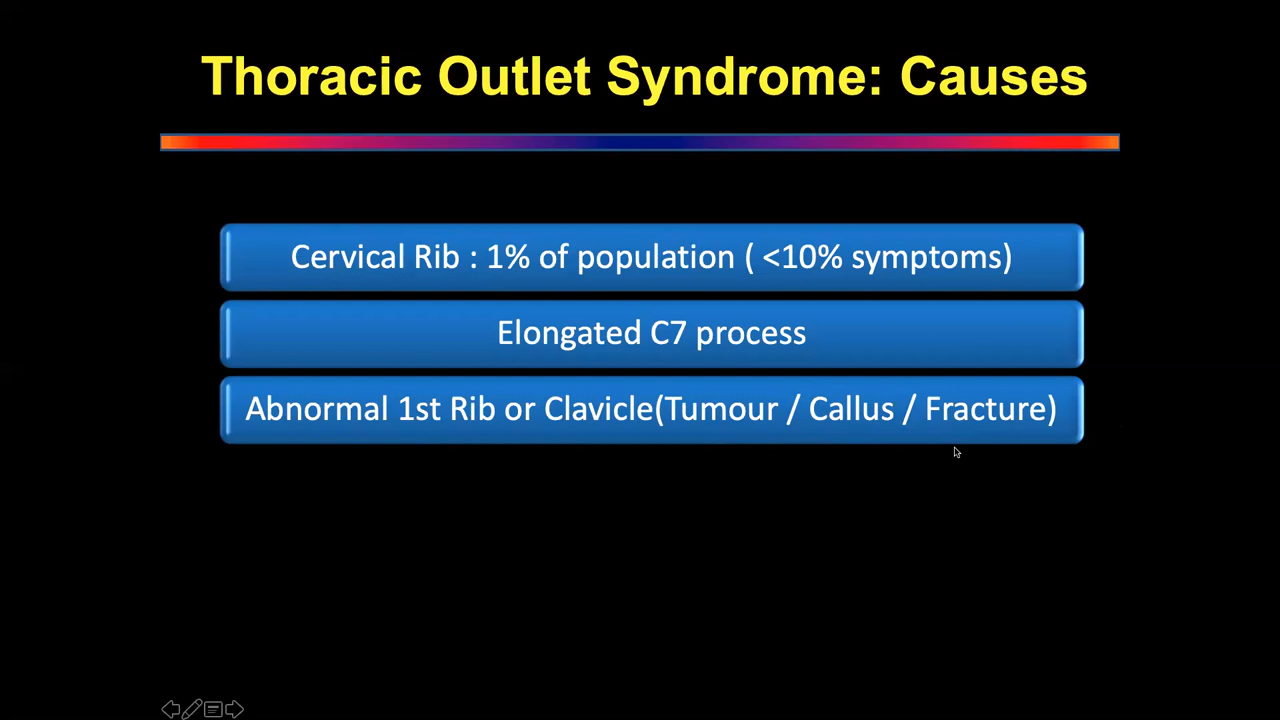 Thoracic Outlet Syndrome: Causes
Cervical Rib : 1% of population ( <10% symptoms)
Elongated C7 process
Abnormal 1st Rib or Clavicle(Tumour / Callus / Fracture)